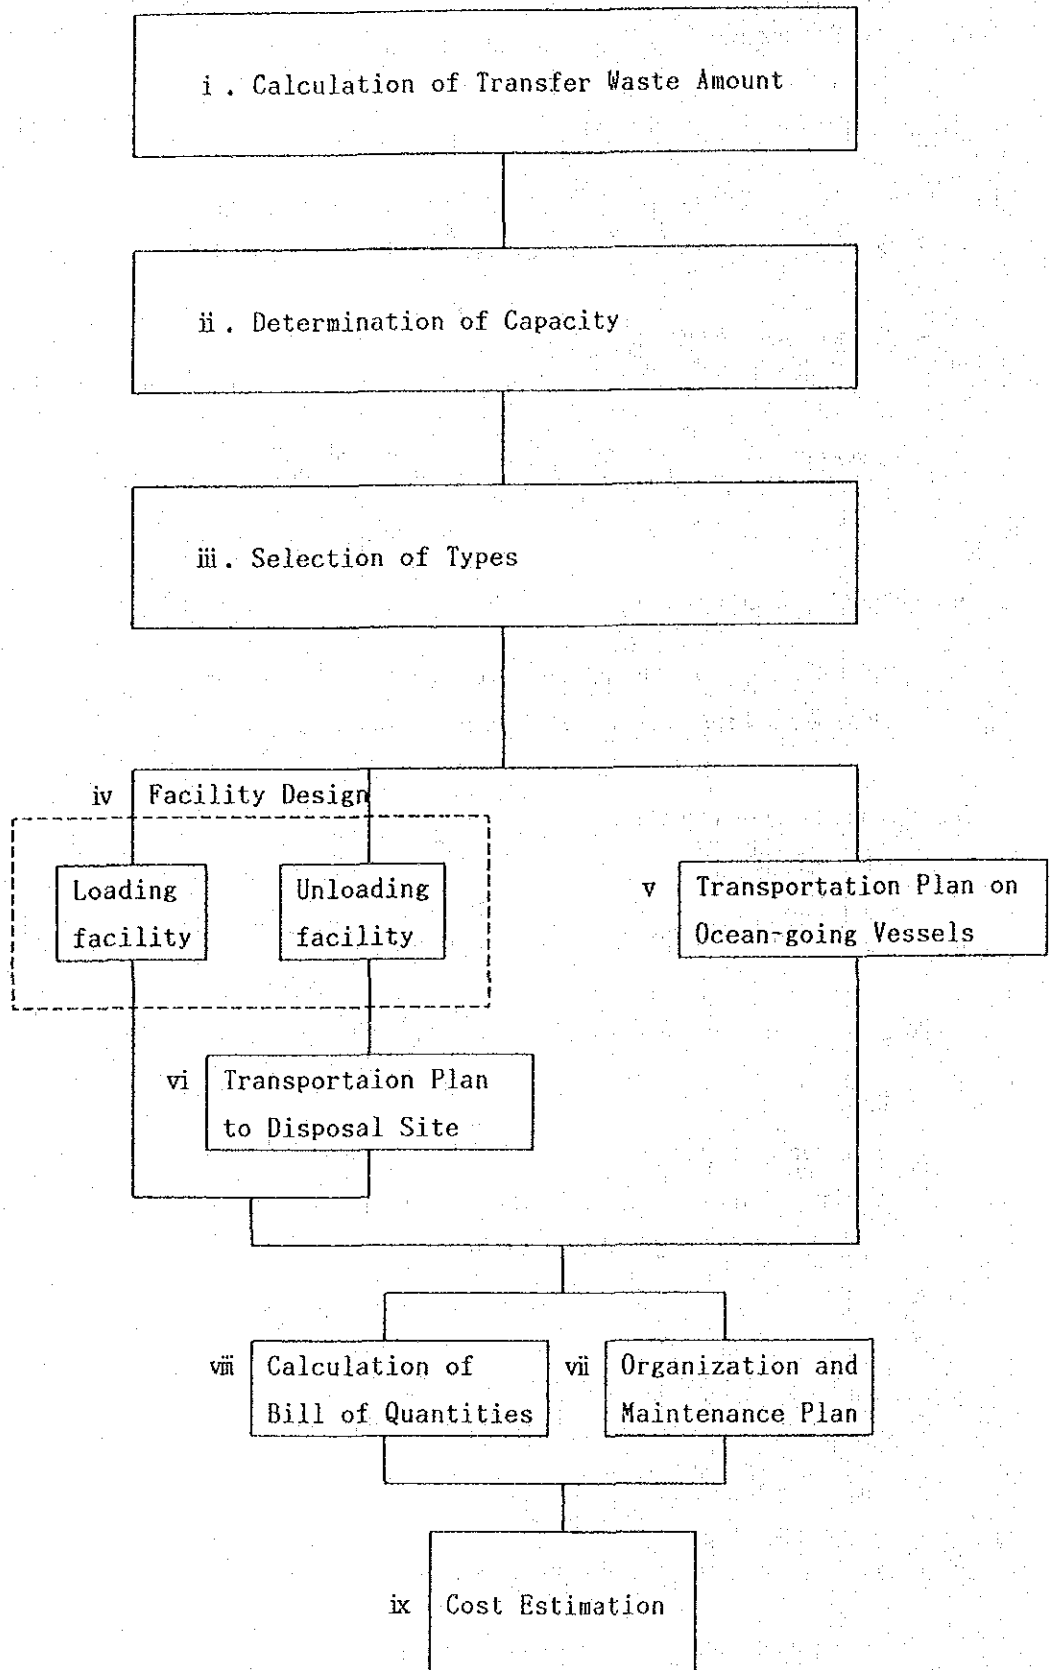 i. Calculation of Transfer Waste Amount
ii. Determination of Capacity
iii. Selection of Types
iv Facility Design
Loading
facility
Unloading
facility
v Transportation Plan on
Ocean-going Vessels
vi Transportaion Plan
to Disposal Site
viii Calculation of
Bill of Quantities
vii Organization and
Maintenance Plan
ix Cost Estimation